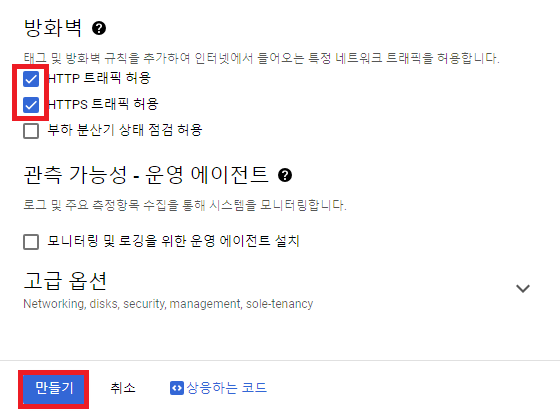 방화벽
태그 및 방화벽 규칙을 추가하여 인터넷에서 들어오는 특정 네트워크 트래픽을 허용합니다.
HTTP 트래픽 허용
HTTPS 트래픽 허용
부하 분산기 상태 점검 허용
관측 가능성 - 운영 에이전트
로그 및 주요 측정항목 수집을 통해 시스템을 모니터링합니다.
모니터링 및 로깅을 위한 운영 에이전트 설치
고급 옵션
Networking, disks, security, management, sole-tenancy
만들기 취소 상응하는 코드